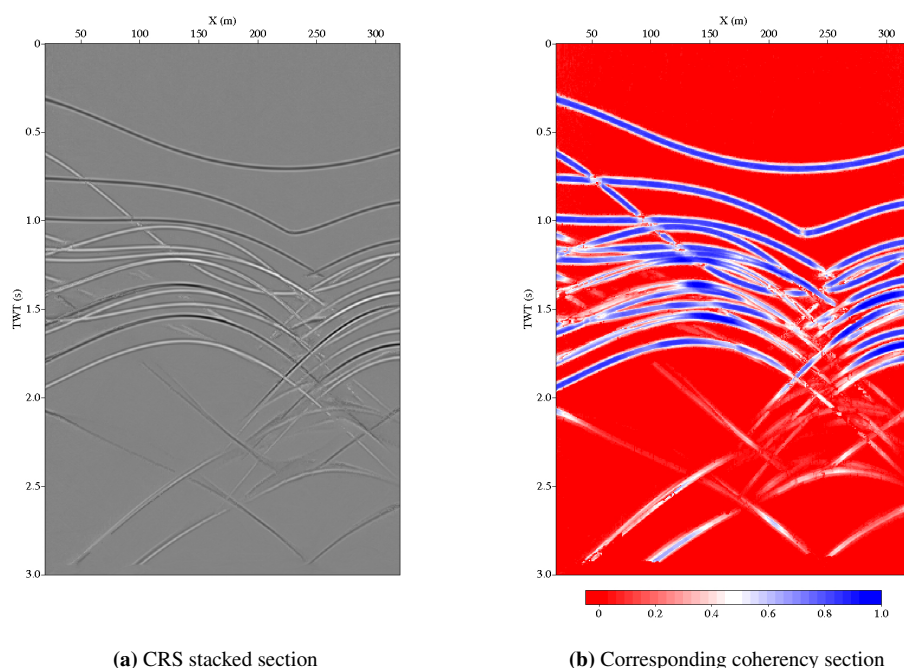 X (m)
50 100 150 200 250 300
0
0.5
1.0
1.5
2.0
2.5
3.0
TWT (s)
(a) CRS stacked section
X (m)
50 100 150 200 250 300
0
0.5
1.0
1.5
2.0
2.5
3.0
TWT (s)
0 0.2 0.4 0.6 0.8 1.0
(b) Corresponding coherency section